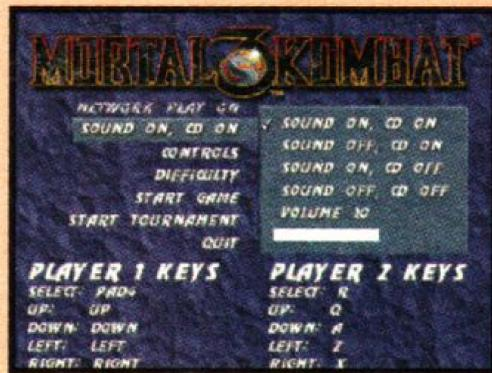 MORTAL 3 KOMBAT
NETWORK PLAY ON
SOUND ON, CD ON
CONTROLS
DIFFICULTY
START GAME
START TOURNAMENT
QUIT
✓ SOUND ON, CD ON
SOUND OFF, CD ON
SOUND ON, CD OFF
SOUND OFF, CD OFF
VOLUME 10
PLAYER 1 KEYS
SELECT: PAD4
UP: UP
DOWN: DOWN
LEFT: LEFT
RIGHT: RIGHT
PLAYER 2 KEYS
SELECT: R
UP: Q
DOWN: A
LEFT: Z
RIGHT: X